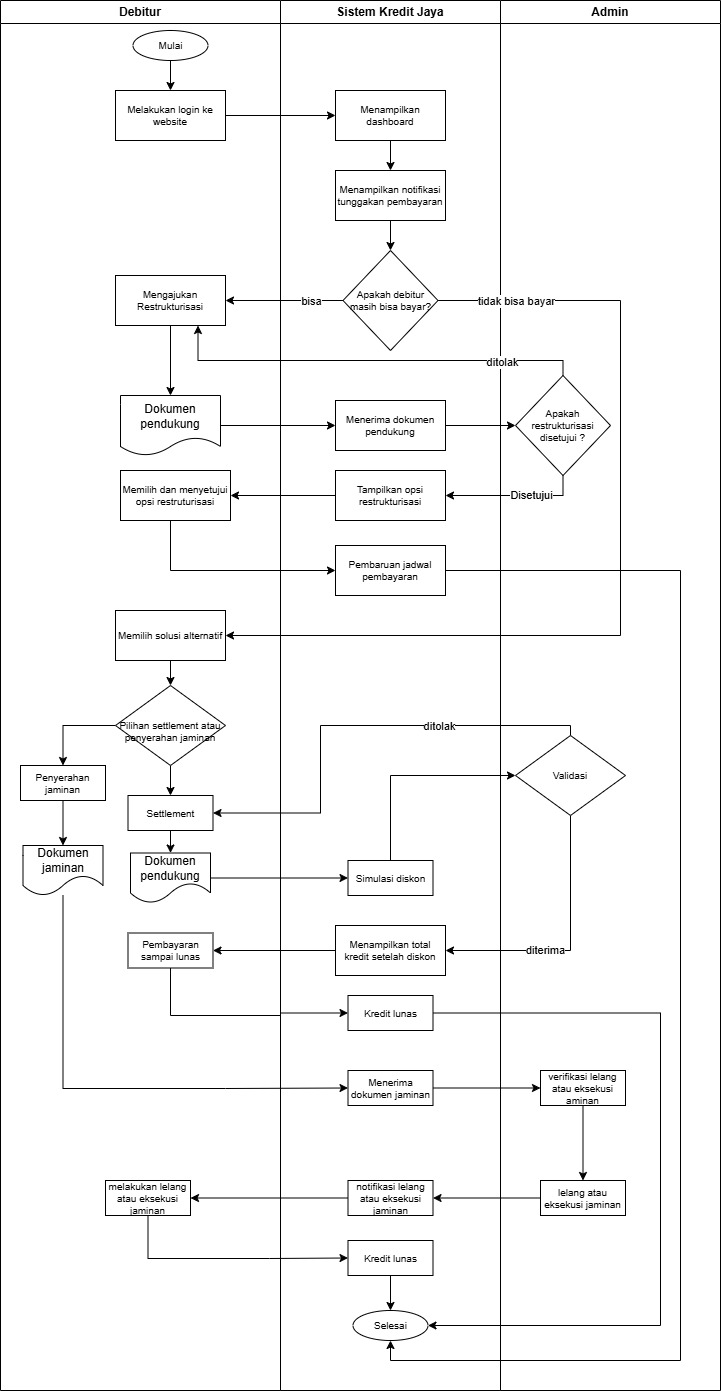 Debitur
Sistem Kredit Jaya
Admin
Mulai
Melakukan login ke
website
Menampilkan
dashboard
Menampilkan notifikasi
tunggakan pembayaran
Apakah debitur
masih bisa bayar?
bisa
tidak bisa bayar
Mengajukan
Restrukturisasi
ditolak
Dokumen
pendukung
Menerima dokumen
pendukung
Apakah
restrukturisasi
disetujui ?
Disetujui
Tampilkan opsi
restrukturisasi
Memilih dan menyetujui
opsi restruturisasi
Pembaruan jadwal
pembayaran
Memilih solusi alternatif
Pilihan settlement atau
penyerahan jaminan
ditolak
Validasi
Penyerahan
jaminan
Settlement
Dokumen
jaminan
Dokumen
pendukung
Simulasi diskon
diterima
Menampilkan total
kredit setelah diskon
Pembayaran
sampai lunas
Kredit lunas
Menerima
dokumen jaminan
verifikasi lelang
atau eksekusi
aminan
lelang atau
eksekusi jaminan
notifikasi lelang
atau eksekusi
jaminan
melakukan lelang
atau eksekusi
jaminan
Kredit lunas
Selesai